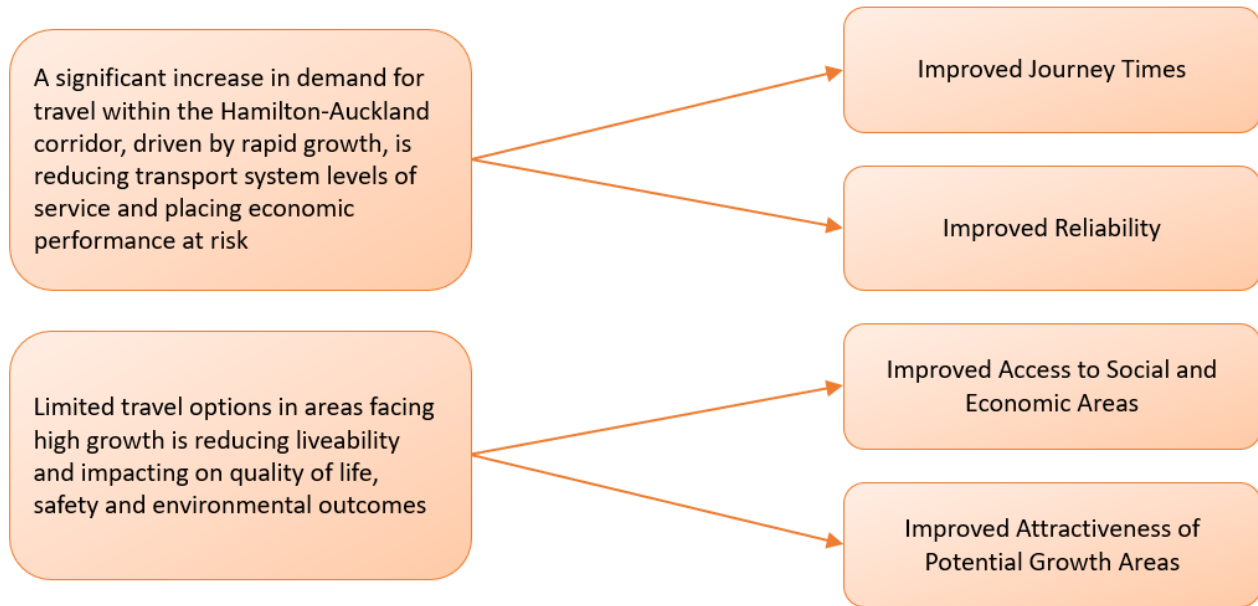 A significant increase in demand for
travel within the Hamilton-Auckland
corridor, driven by rapid growth, is
reducing transport system levels of
service and placing economic
performance at risk
Improved Journey Times
Improved Reliability
Limited travel options in areas facing
high growth is reducing liveability
and impacting on quality of life,
safety and environmental outcomes
Improved Access to Social and
Economic Areas
Improved Attractiveness of
Potential Growth Areas